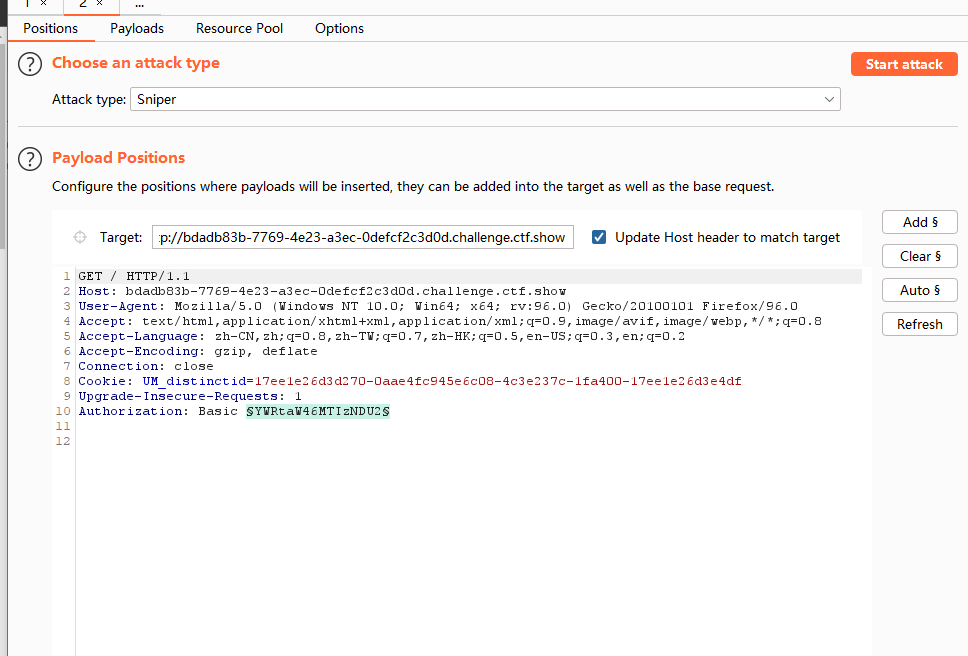 1 × 2 × ...
Positions Payloads Resource Pool Options
? Choose an attack type Start attack
Attack type: Sniper
? Payload Positions
Configure the positions where payloads will be inserted, they can be added into the target as well as the base request.
Add §
Target: :p://bdadb83b-7769-4e23-a3ec-0defcf2c3d0d.challenge.ctf.show Update Host header to match target
Clear §
Auto §
Refresh
1 GET / HTTP/1.1
2 Host: bdadb83b-7769-4e23-a3ec-0defcf2c3d0d.challenge.ctf.show
3 User-Agent: Mozilla/5.0 (Windows NT 10.0; Win64; x64; rv:96.0) Gecko/20100101 Firefox/96.0
4 Accept: text/html,application/xhtml+xml,application/xml;q=0.9,image/avif,image/webp,*/*;q=0.8
5 Accept-Language: zh-CN,zh;q=0.8,zh-TW;q=0.7,zh-HK;q=0.5,en-US;q=0.3,en;q=0.2
6 Accept-Encoding: gzip, deflate
7 Connection: close
8 Cookie: UM_distinctid=17ee1e26d3d270-0aae4fc945e6c08-4c3e237c-1fa400-17ee1e26d3e4df
9 Upgrade-Insecure-Requests: 1
10 Authorization: Basic §YWRtaW46MTIzNDU2§
11
12